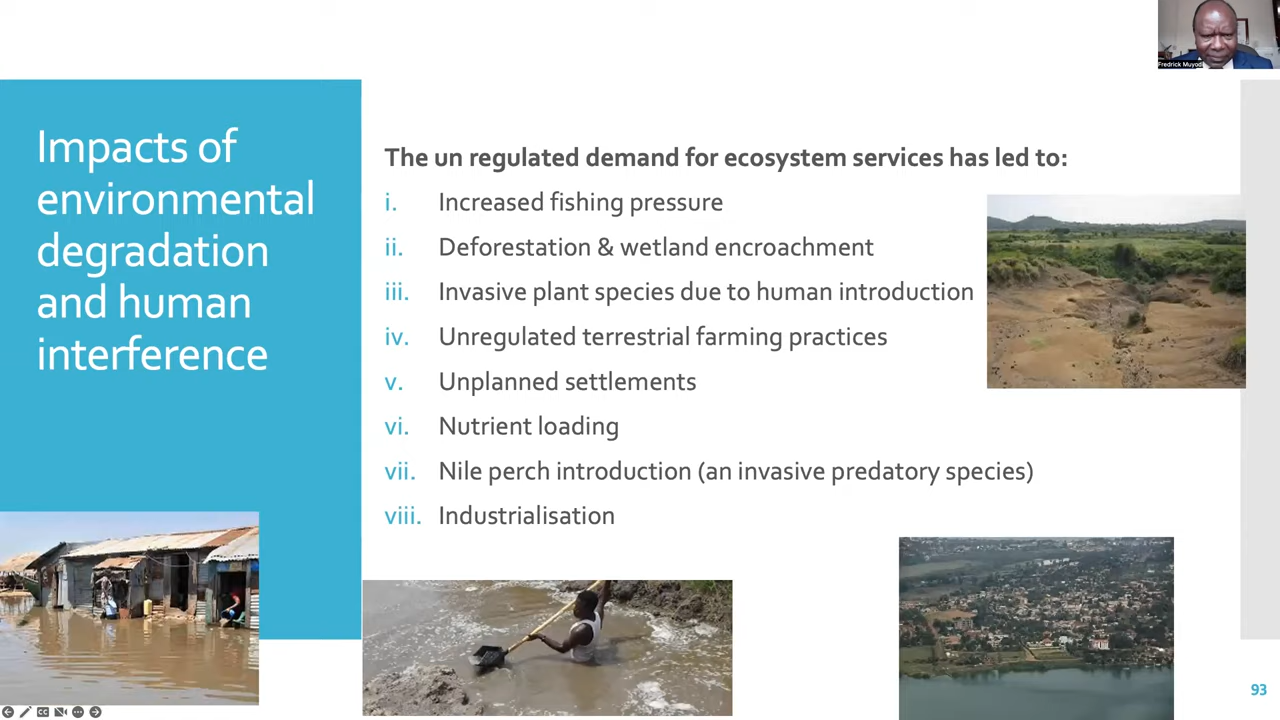 Fredrick Muyodi
Impacts of
environmental
degradation
and human
interference
The un regulated demand for ecosystem services has led to:
i. Increased fishing pressure
ii. Deforestation & wetland encroachment
iii. Invasive plant species due to human introduction
iv. Unregulated terrestrial farming practices
v. Unplanned settlements
vi. Nutrient loading
vii. Nile perch introduction (an invasive predatory species)
viii. Industrialisation
93